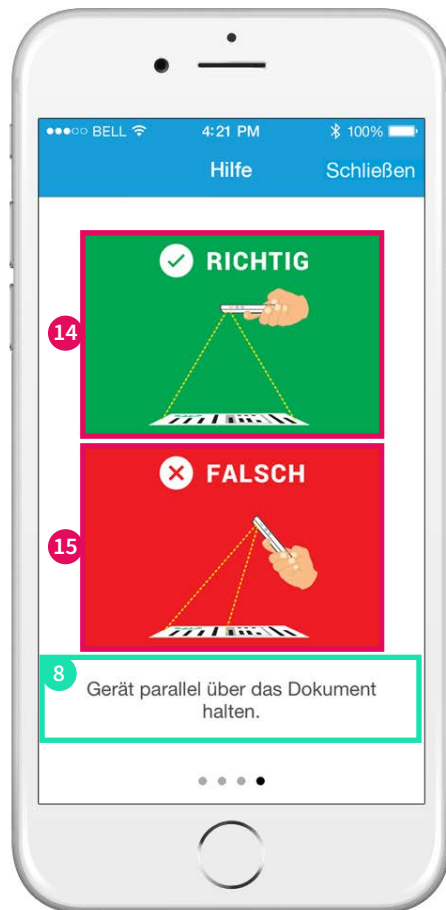 BELL 4:21 PM 100%
Hilfe Schließen
RICHTIG
14
FALSCH
15
8
Gerät parallel über das Dokument
halten.